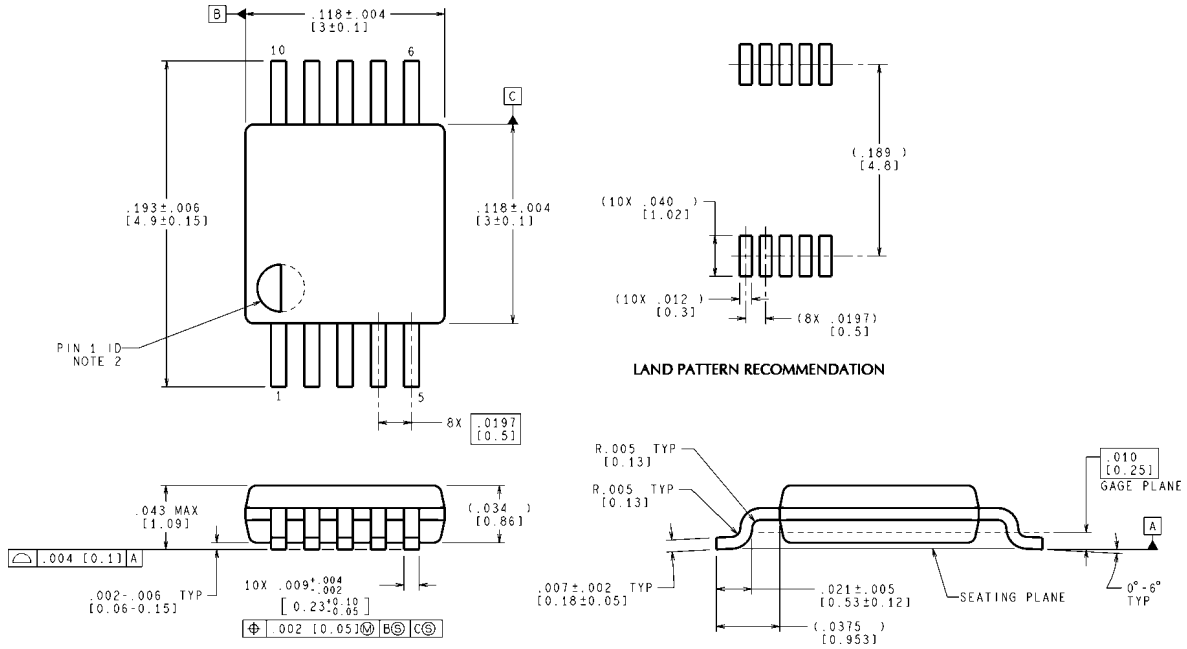 B
.118±.004
[3±0.1]
10
6
C
.193±.006
[4.9±0.15]
.118±.004
[3±0.1]
PIN 1 ID
NOTE 2
1
5
8X .0197
[0.5]
(.189 )
[4.8]
(10X .040 )
[1.02]
(10X .012 )
[0.3]
(8X .0197)
[0.5]
LAND PATTERN RECOMMENDATION
.043 MAX
[1.09]
(.034 )
[0.86]
⌓ .004 [0.1] A
.002-.006 TYP
[0.06-0.15]
10X .009 +.004 -.002
[ 0.23 +0.10 -0.05 ]
⌖ .002 [0.05]Ⓜ BⓈ CⓈ
R.005 TYP
[0.13]
R.005 TYP
[0.13]
.010
[0.25]
GAGE PLANE
A
.007±.002 TYP
[0.18±0.05]
.021±.005
[0.53±0.12]
(.0375 )
[0.953]
SEATING PLANE
0°-6°
TYP